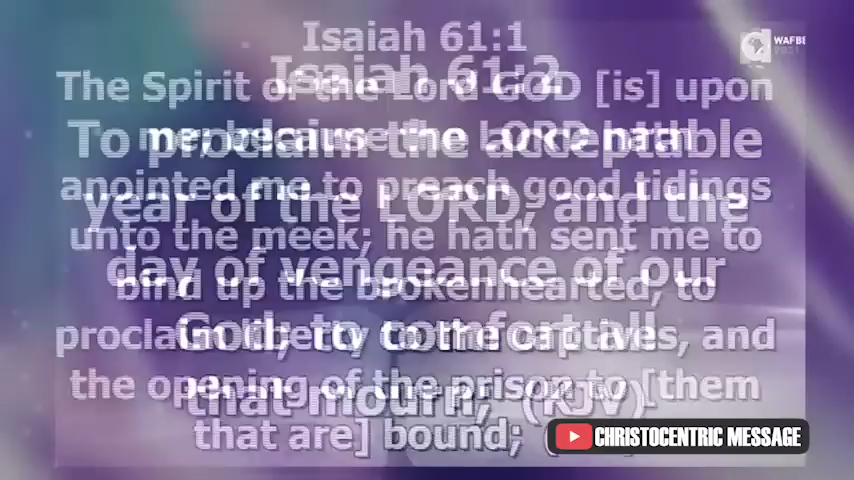 Isaiah 61:1
The Spirit of the Lord GOD [is] upon
me; because the LORD hath
anointed me to preach good tidings
unto the meek; he hath sent me to
bind up the brokenhearted, to
proclaim liberty to the captives, and
the opening of the prison to [them
that are] bound;
Isaiah 61:2
To proclaim the acceptable
year of the LORD, and the
day of vengeance of our
God; to comfort all
that mourn; (KJV)
WAFBE
2021
CHRISTOCENTRIC MESSAGE